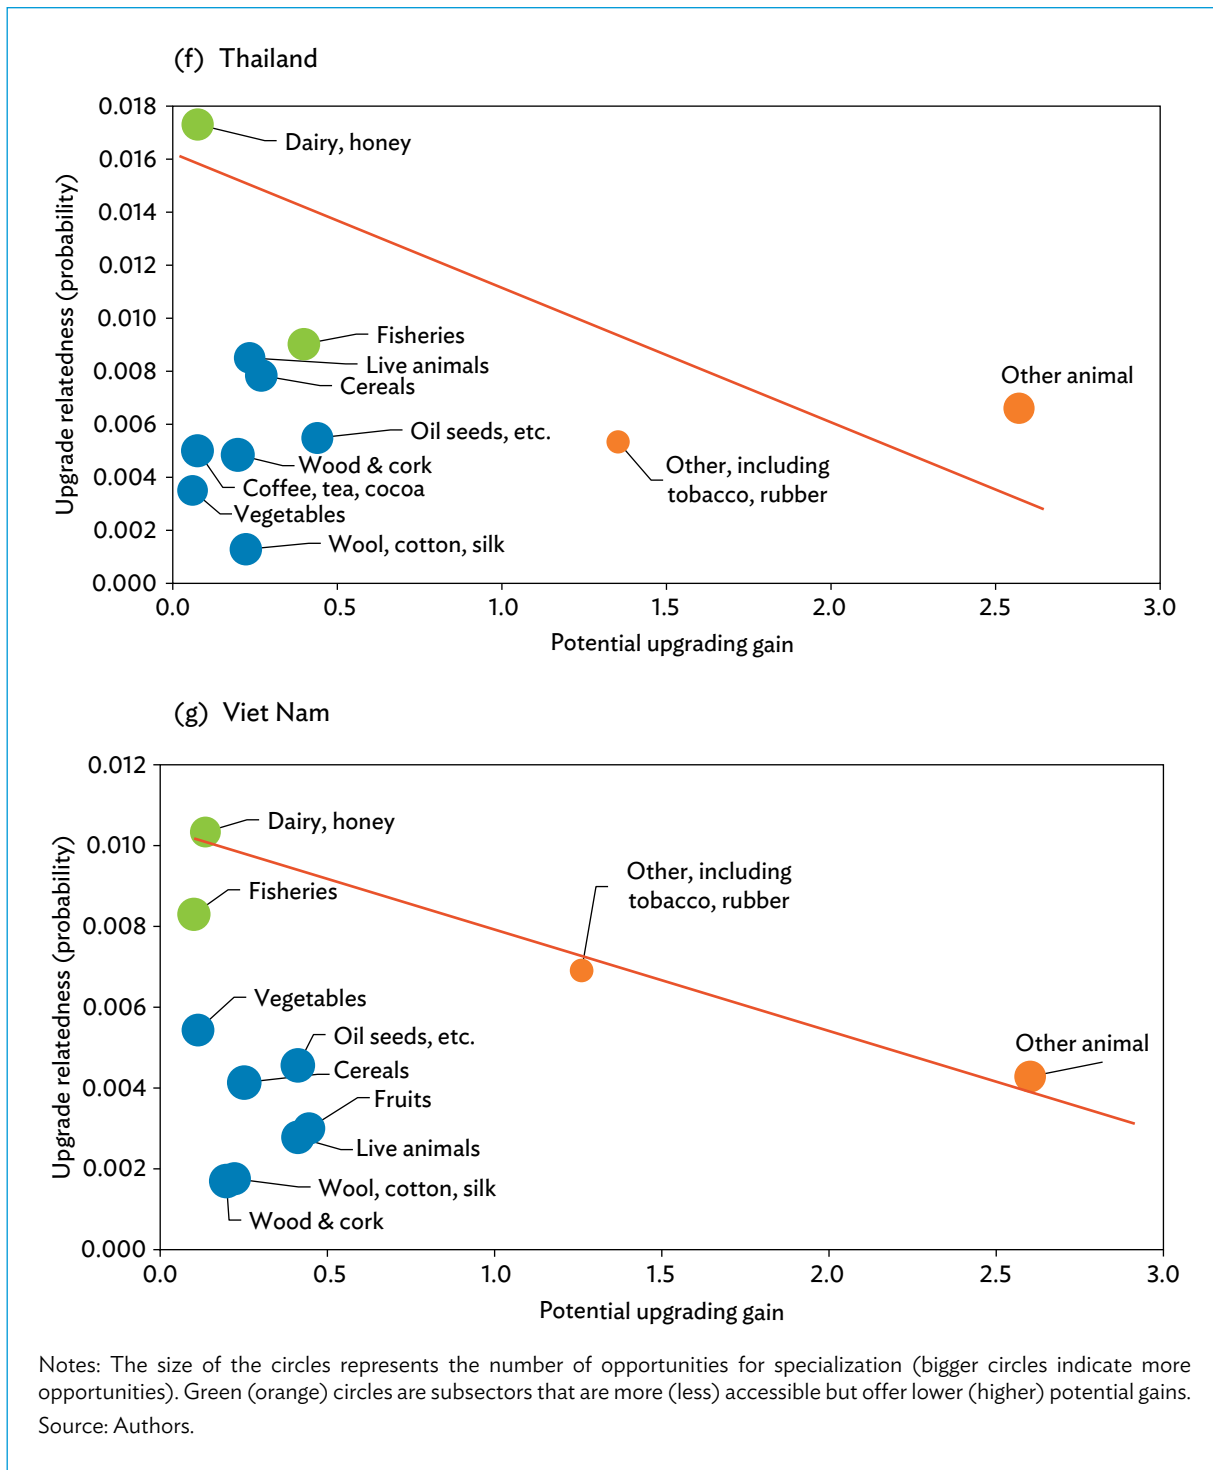 (f) Thailand
0.018
0.016
0.014
0.012
0.010
0.008
0.006
0.004
0.002
0.000
Upgrade relatedness (probability)
Dairy, honey
Fisheries
Live animals
Cereals
Other animal
Oil seeds, etc.
Wood & cork
Other, including
tobacco, rubber
Coffee, tea, cocoa
Vegetables
Wool, cotton, silk
0.0 0.5 1.0 1.5 2.0 2.5 3.0
Potential upgrading gain
(g) Viet Nam
0.012
0.010
0.008
0.006
0.004
0.002
0.000
Upgrade relatedness (probability)
Dairy, honey
Other, including
tobacco, rubber
Fisheries
Vegetables
Oil seeds, etc.
Other animal
Cereals
Fruits
Live animals
Wool, cotton, silk
Wood & cork
0.0 0.5 1.0 1.5 2.0 2.5 3.0
Potential upgrading gain
Notes: The size of the circles represents the number of opportunities for specialization (bigger circles indicate more
opportunities). Green (orange) circles are subsectors that are more (less) accessible but offer lower (higher) potential gains.
Source: Authors.